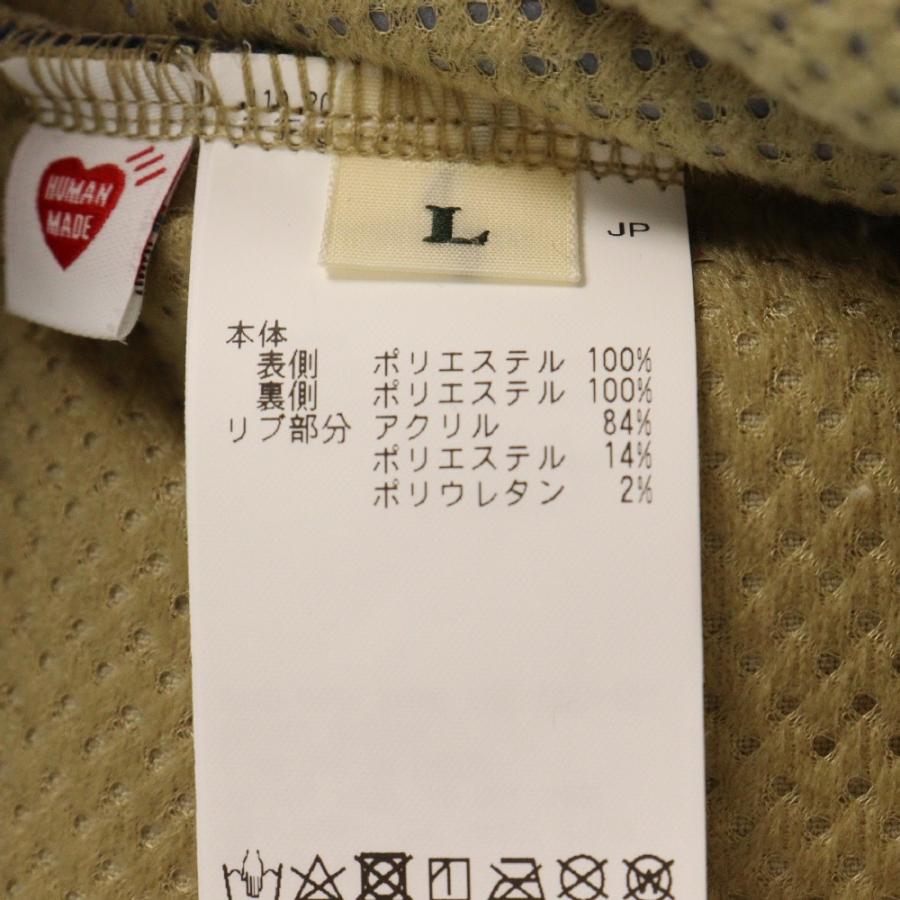 HUMAN
MADE
L
JP
本体
表側 ポリエステル 100%
裏側 ポリエステル 100%
リブ部分 アクリル 84%
ポリエステル 14%
ポリウレタン 2%
W